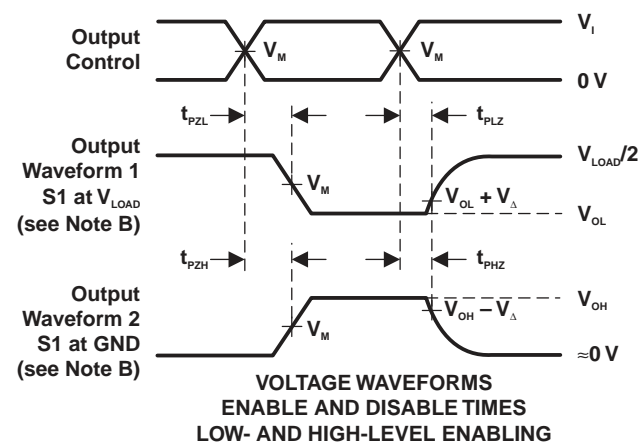 Output
Control
V_M
V_M
V_I
0 V
t_PZL
t_PLZ
Output
Waveform 1
S1 at V_LOAD
(see Note B)
V_M
V_OL + V_Δ
V_LOAD/2
V_OL
t_PZH
t_PHZ
Output
Waveform 2
S1 at GND
(see Note B)
V_M
V_OH – V_Δ
V_OH
≈0 V
VOLTAGE WAVEFORMS
ENABLE AND DISABLE TIMES
LOW- AND HIGH-LEVEL ENABLING